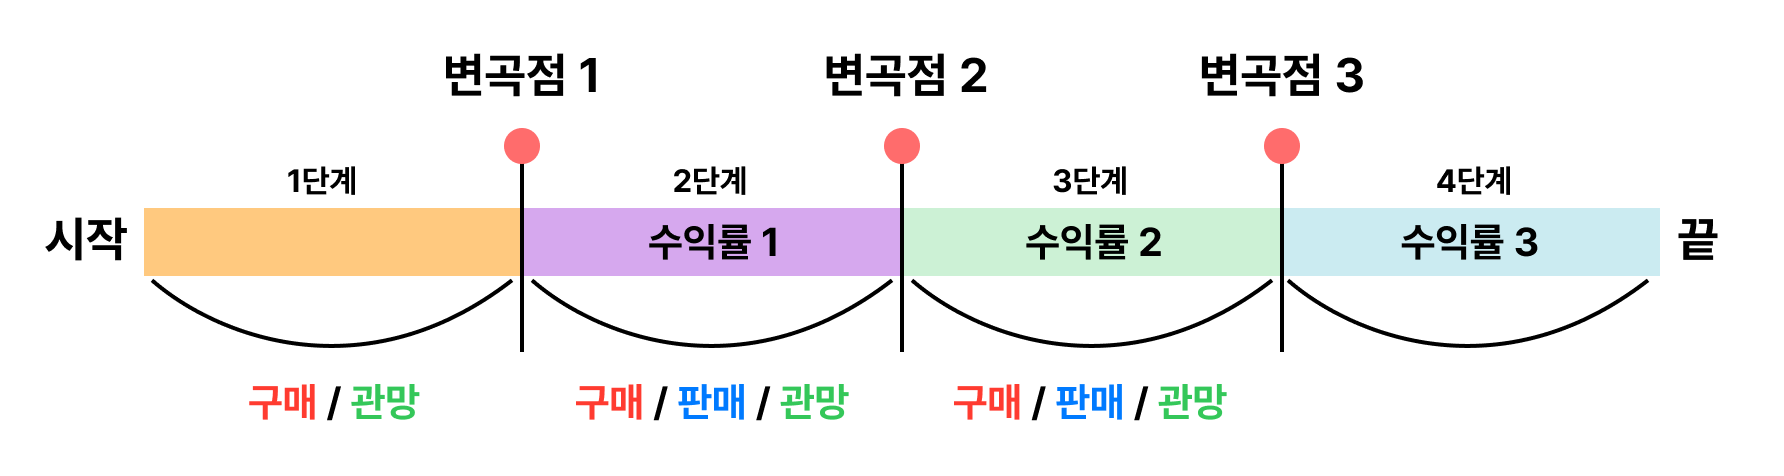 변곡점 1
변곡점 2
변곡점 3
1단계
2단계
3단계
4단계
시작
수익률 1
수익률 2
수익률 3
끝
구매 / 관망
구매 / 판매 / 관망
구매 / 판매 / 관망